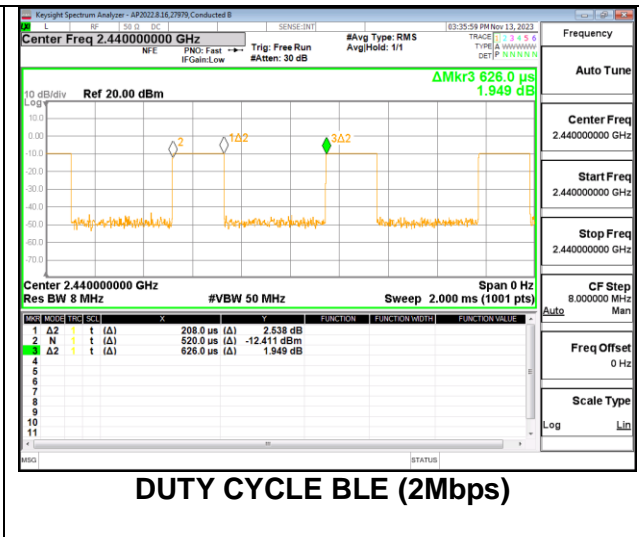 Keysight Spectrum Analyzer - AP2022.8.16,27979,Conducted B
L RF 50 Ω DC SENSE:INT 03:35:59 PM Nov 13, 2023
Center Freq 2.440000000 GHz
NFE
PNO: Fast
IFGain:Low
Trig: Free Run
#Atten: 30 dB
#Avg Type: RMS
Avg|Hold: 1/1
TRACE 1 2 3 4 5 6
TYPE A WWWWW
DET P NNNNN
ΔMkr3 626.0 µs
1.949 dB
10 dB/div Ref 20.00 dBm
Log
10.0
0.00
-10.0
-20.0
-30.0
-40.0
-50.0
-60.0
-70.0
2
1Δ2
3Δ2
Center 2.440000000 GHz Span 0 Hz
Res BW 8 MHz #VBW 50 MHz Sweep 2.000 ms (1001 pts)
MKR MODE TRC SCL X Y FUNCTION FUNCTION WIDTH FUNCTION VALUE
1 Δ2 1 t (Δ) 208.0 µs (Δ) 2.538 dB
2 N 1 t (Δ) 520.0 µs (Δ) -12.411 dBm
3 Δ2 1 t (Δ) 626.0 µs (Δ) 1.949 dB
4
5
6
7
8
9
10
11
MSG STATUS
Frequency
Auto Tune
Center Freq
2.440000000 GHz
Start Freq
2.440000000 GHz
Stop Freq
2.440000000 GHz
CF Step
8.000000 MHz
Auto Man
Freq Offset
0 Hz
Scale Type
Log Lin
DUTY CYCLE BLE (2Mbps)